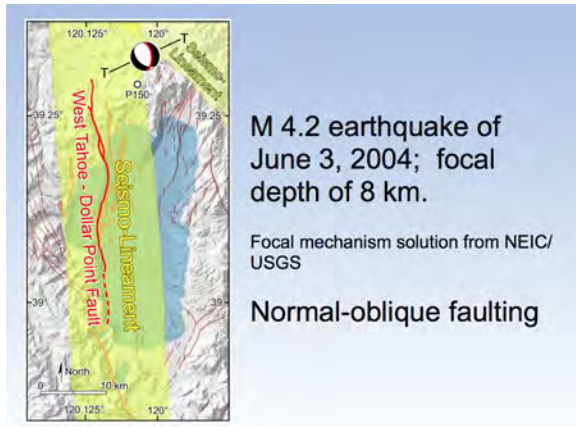 120.125°
120°
T
T
Seismo-
Lineament
P150
39.25°
39.25°
West Tahoe - Dollar Point Fault
Seismo-Lineament
39°
39°
North
0
10 km
120.125°
120°
M 4.2 earthquake of
June 3, 2004; focal
depth of 8 km.
Focal mechanism solution from NEIC/
USGS
Normal-oblique faulting